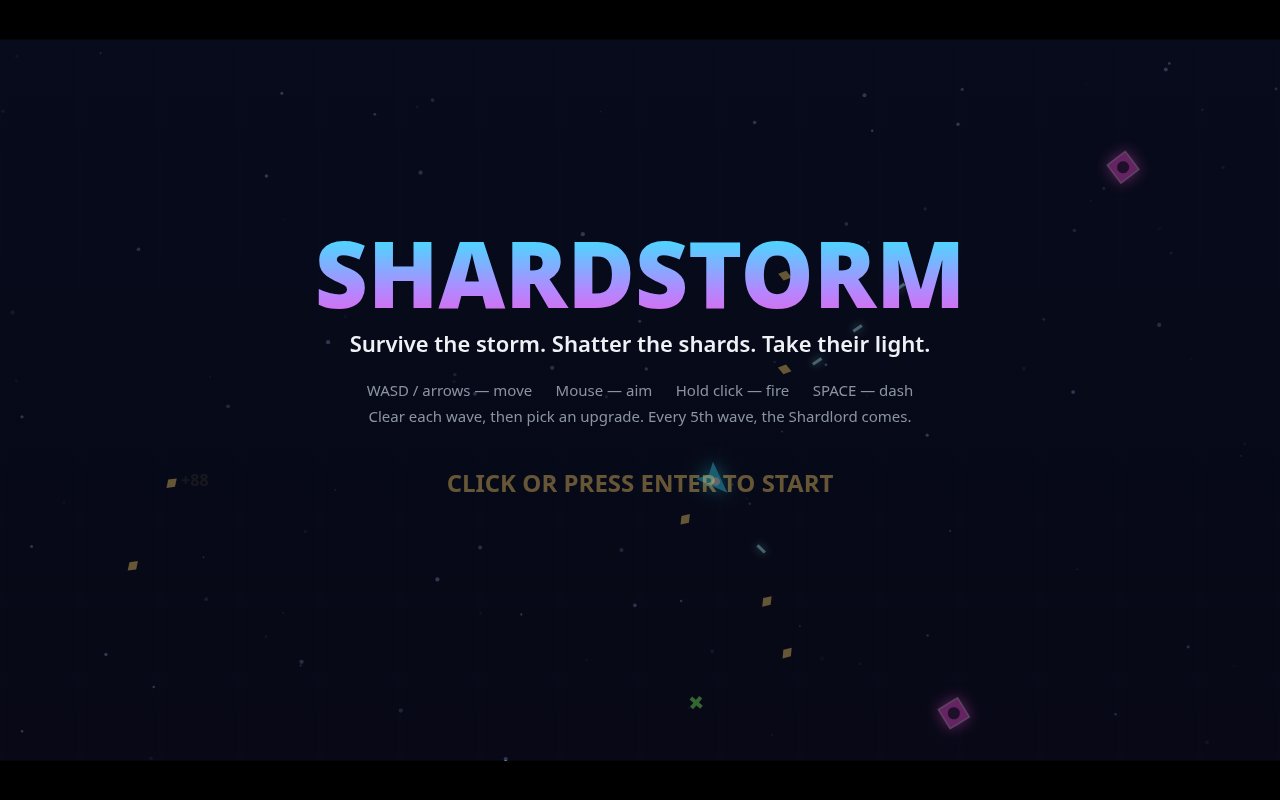 SHARDSTORM
Survive the storm. Shatter the shards. Take their light.
WASD / arrows — move Mouse — aim Hold click — fire SPACE — dash
Clear each wave, then pick an upgrade. Every 5th wave, the Shardlord comes.
+88
CLICK OR PRESS ENTER TO START